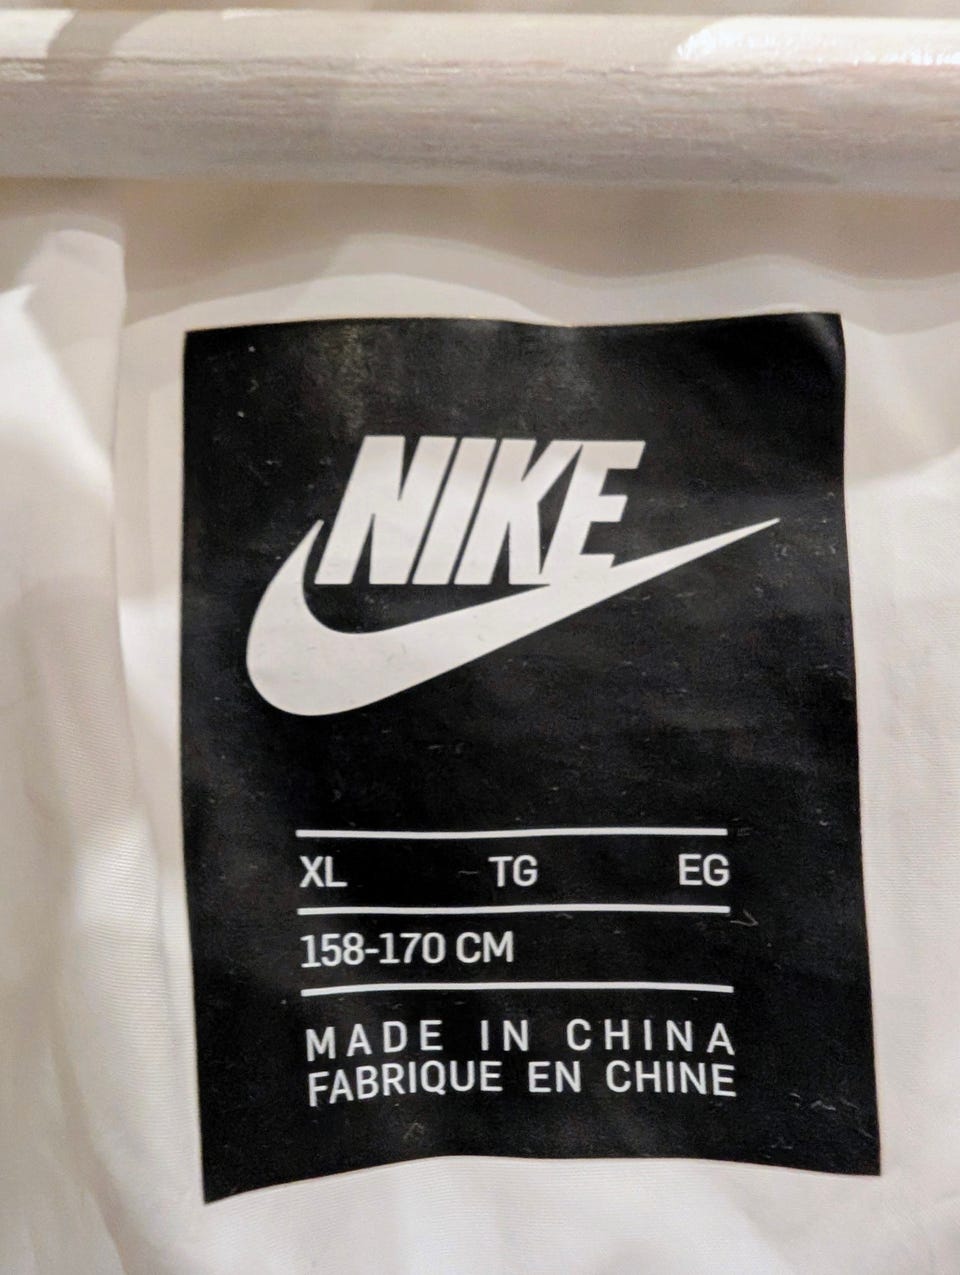 NIKE
XL TG EG
158-170 CM
MADE IN CHINA
FABRIQUE EN CHINE